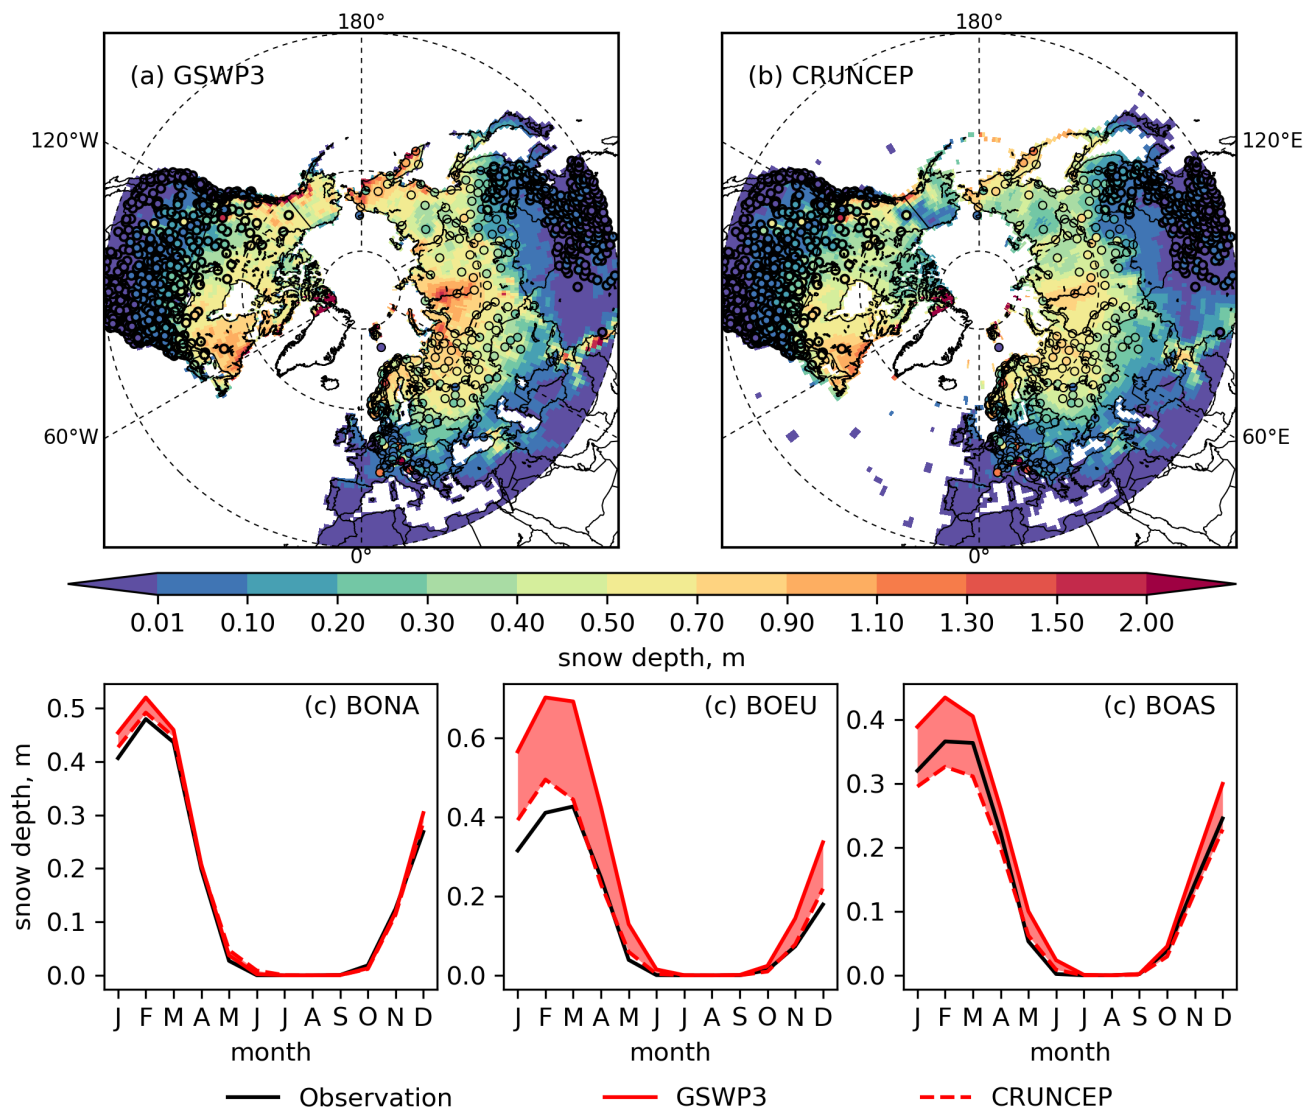 180° 180°
(a) GSWP3 (b) CRUNCEP
120°W 120°E
60°W 60°E
0° 0°
0.01 0.10 0.20 0.30 0.40 0.50 0.70 0.90 1.10 1.30 1.50 2.00
snow depth, m
(c) BONA (c) BOEU (c) BOAS
snow depth, m
0.5
0.4
0.3
0.2
0.1
0.0
0.6
0.4
0.2
0.0
0.4
0.3
0.2
0.1
0.0
J F M A M J J A S O N D J F M A M J J A S O N D J F M A M J J A S O N D
month month month
Observation GSWP3 CRUNCEP